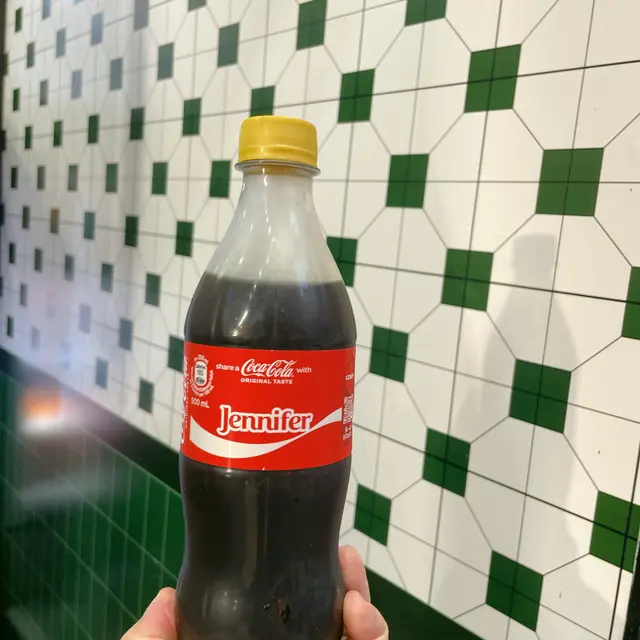 share a Coca-Cola with
ORIGINAL TASTE
500 mL
Jennifer